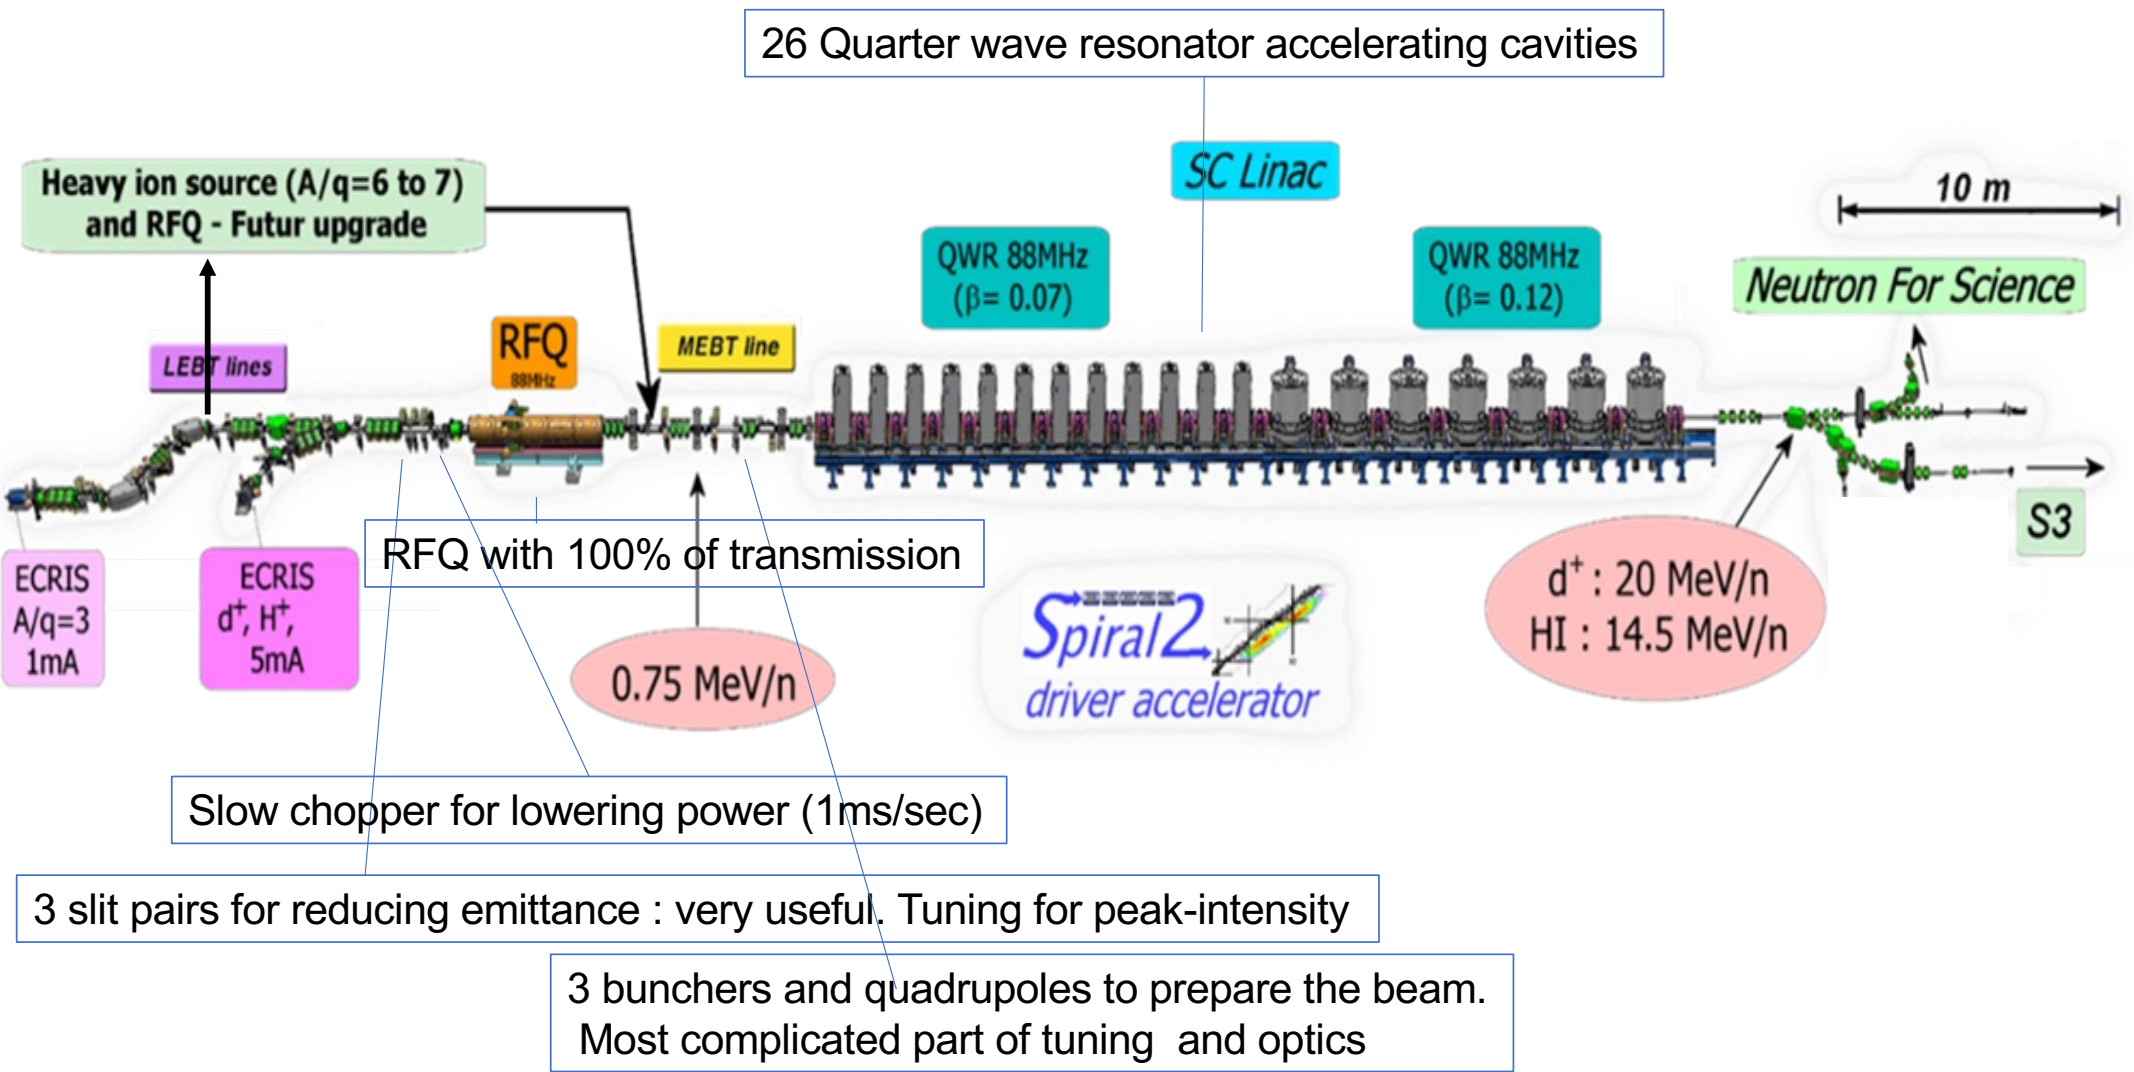 26 Quarter wave resonator accelerating cavities
SC Linac
10 m
Heavy ion source (A/q=6 to 7)
and RFQ - Futur upgrade
QWR 88MHz
(β= 0.07)
QWR 88MHz
(β= 0.12)
Neutron For Science
LEBT lines
RFQ
88MHz
MEBT line
RFQ with 100% of transmission
S3
ECRIS
A/q=3
1mA
ECRIS
d⁺, H⁺,
5mA
0.75 MeV/n
Spiral2
driver accelerator
d⁺ : 20 MeV/n
HI : 14.5 MeV/n
Slow chopper for lowering power (1ms/sec)
3 slit pairs for reducing emittance : very useful. Tuning for peak-intensity
3 bunchers and quadrupoles to prepare the beam.
Most complicated part of tuning and optics